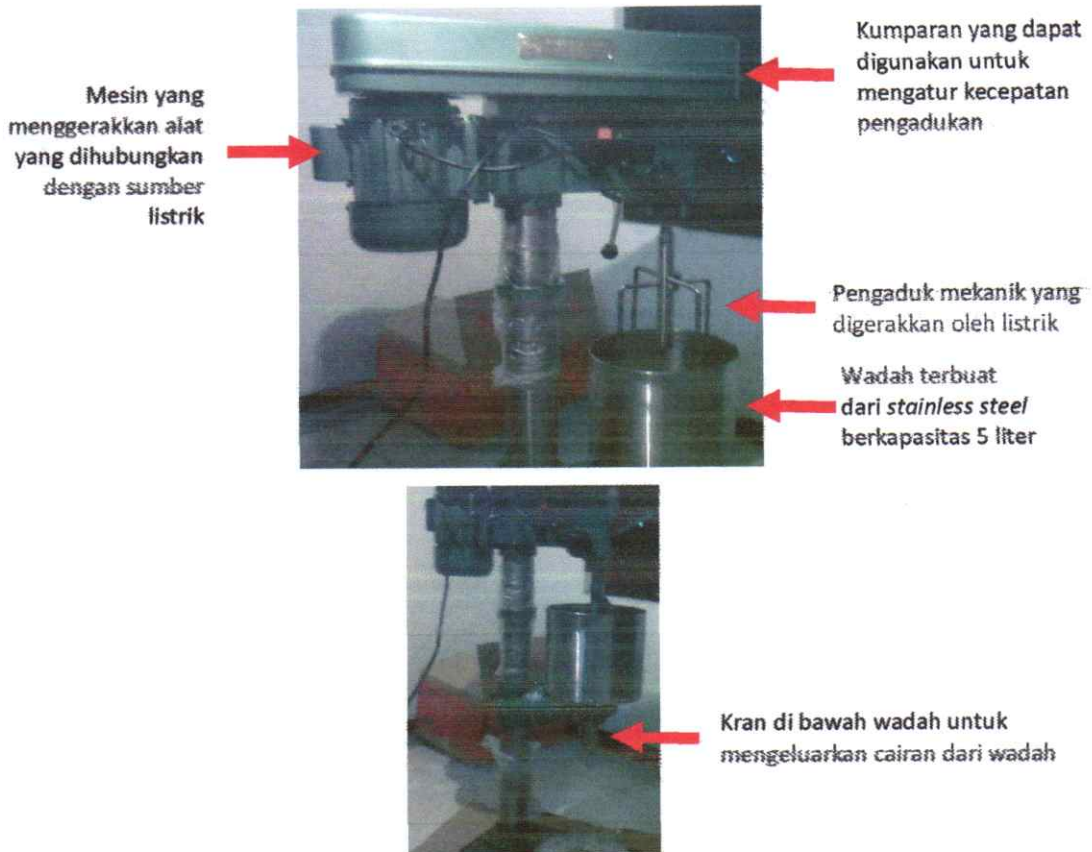 Kumparan yang dapat
digunakan untuk
mengatur kecepatan
pengadukan
Mesin yang
menggerakkan alat
yang dihubungkan
dengan sumber
listrik
Pengaduk mekanik yang
digerakkan oleh listrik
Wadah terbuat
dari stainless steel
berkapasitas 5 liter
Kran di bawah wadah untuk
mengeluarkan cairan dari wadah